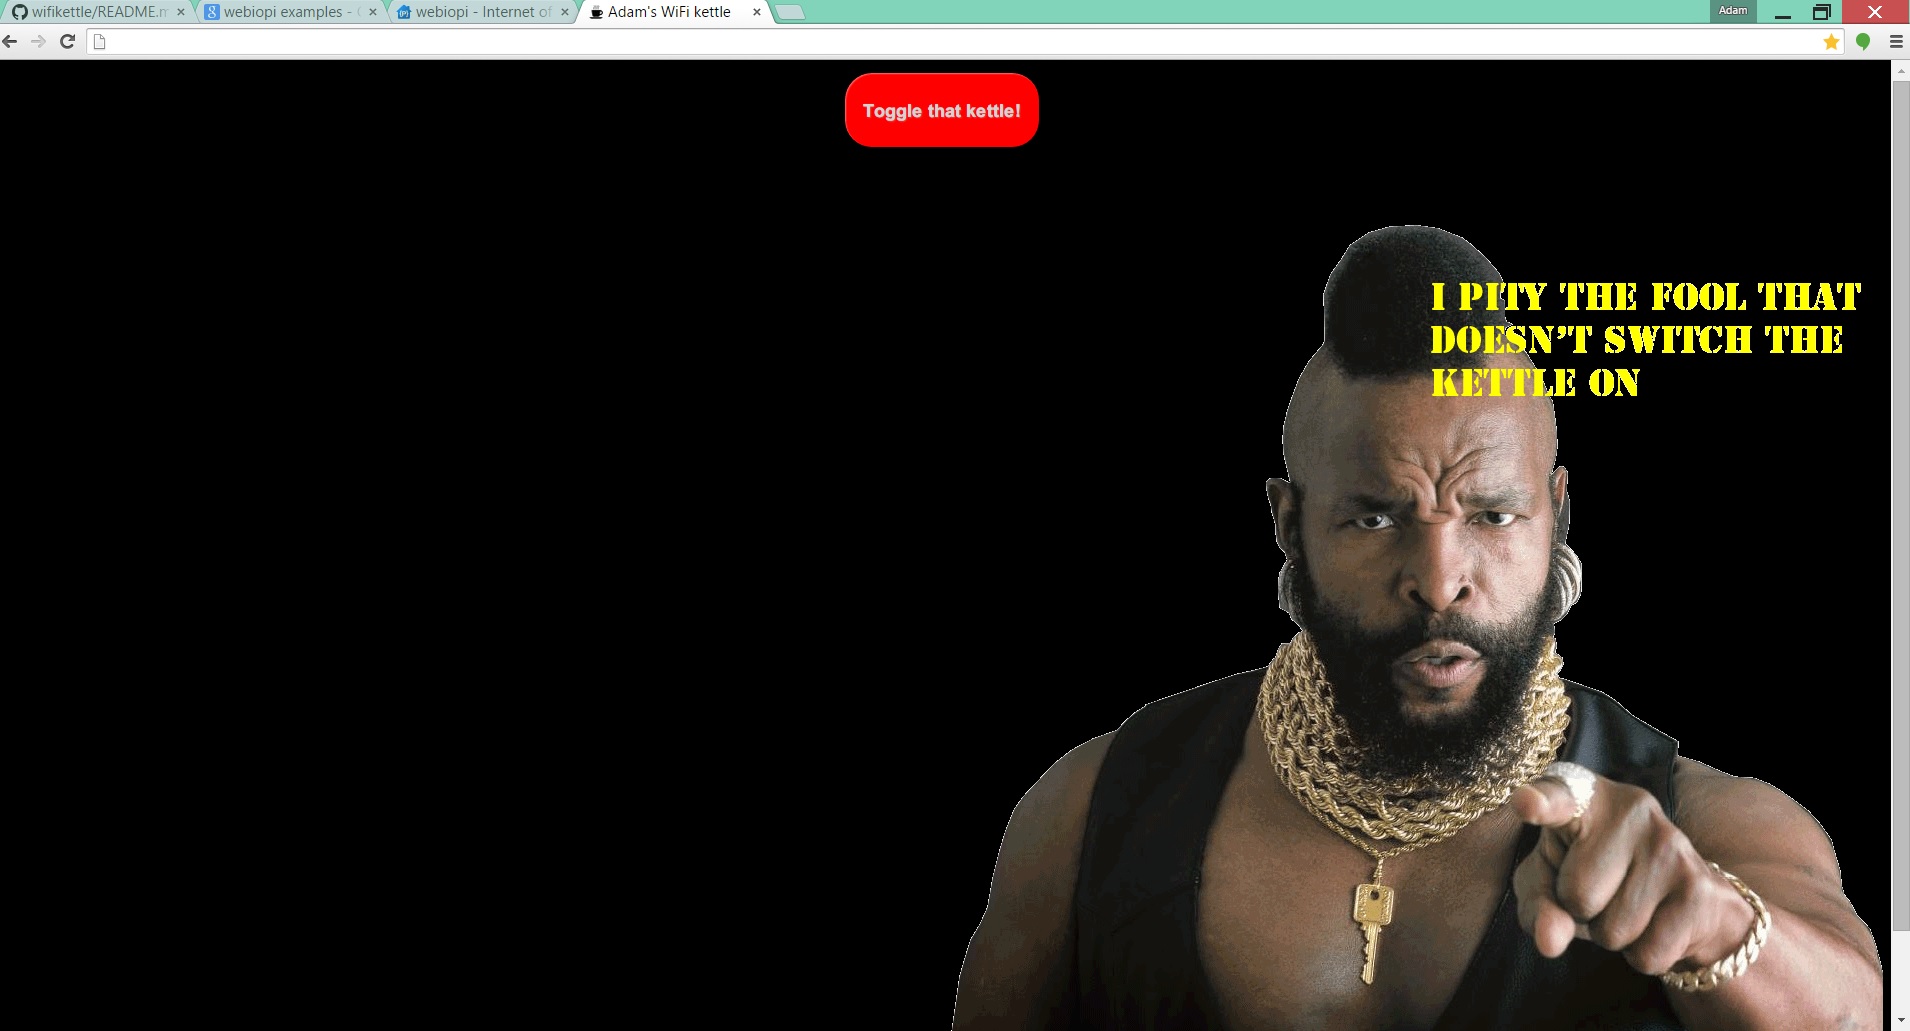 wifikettle/README.m
webiopi examples -
webiopi - Internet of
Adam's WiFi kettle
Adam
Toggle that kettle!
I PITY THE FOOL THAT
DOESN'T SWITCH THE
KETTLE ON